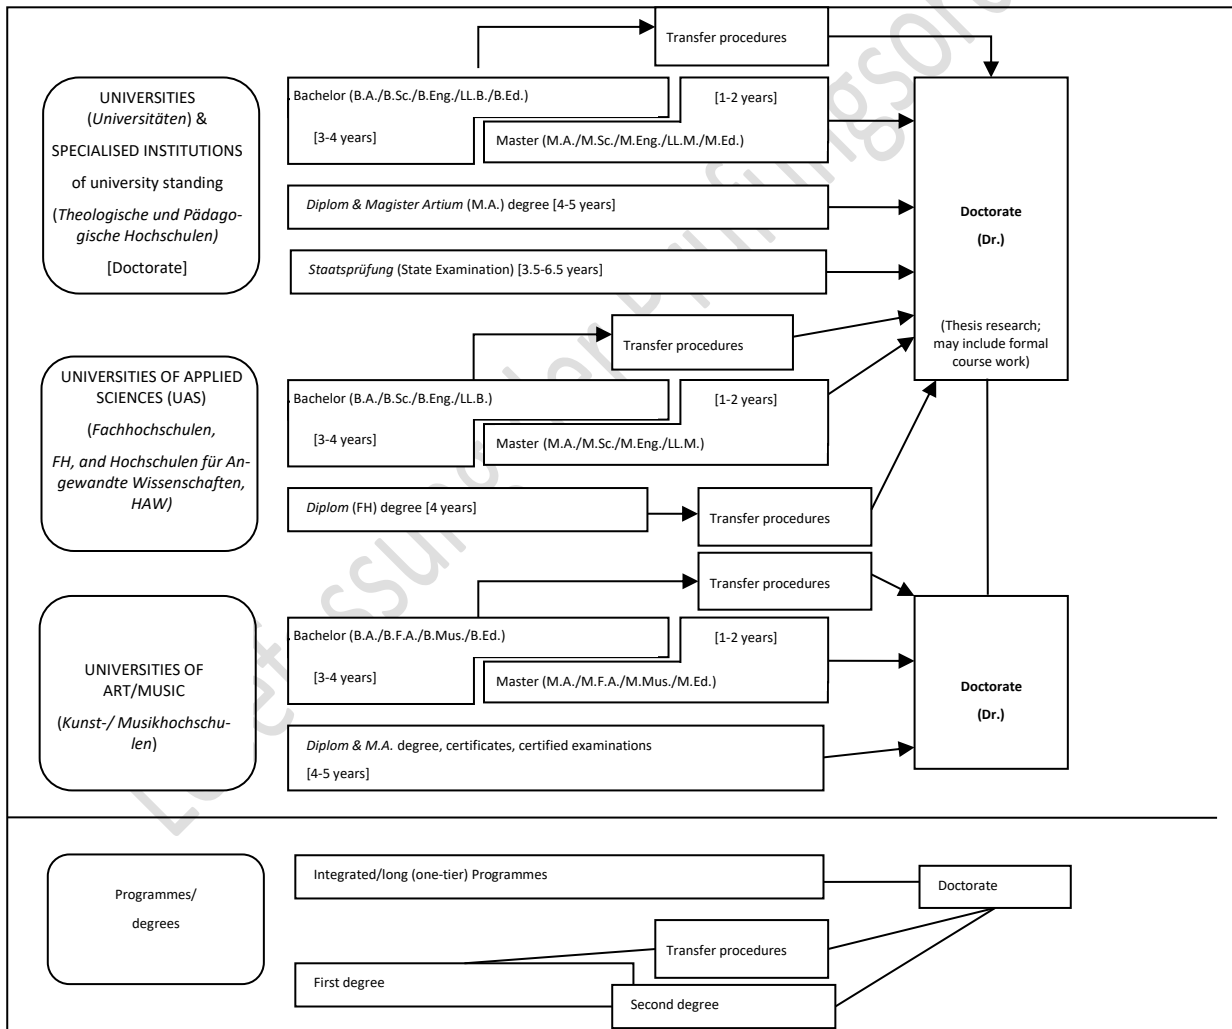 Transfer procedures
UNIVERSITIES
(Universitäten) &
SPECIALISED INSTITUTIONS
of university standing
(Theologische und Pädago-
gische Hochschulen)
[Doctorate]
Bachelor (B.A./B.Sc./B.Eng./LL.B./B.Ed.)
[3-4 years]
[1-2 years]
Master (M.A./M.Sc./M.Eng./LL.M./M.Ed.)
Diplom & Magister Artium (M.A.) degree [4-5 years]
Staatsprüfung (State Examination) [3.5-6.5 years]
Doctorate
(Dr.)
(Thesis research;
may include formal
course work)
UNIVERSITIES OF APPLIED
SCIENCES (UAS)
(Fachhochschulen,
FH, and Hochschulen für An-
gewandte Wissenschaften,
HAW)
Transfer procedures
Bachelor (B.A./B.Sc./B.Eng./LL.B.)
[3-4 years]
[1-2 years]
Master (M.A./M.Sc./M.Eng./LL.M.)
Diplom (FH) degree [4 years]
Transfer procedures
UNIVERSITIES OF
ART/MUSIC
(Kunst-/ Musikhochschu-
len)
Transfer procedures
Bachelor (B.A./B.F.A./B.Mus./B.Ed.)
[3-4 years]
[1-2 years]
Master (M.A./M.F.A./M.Mus./M.Ed.)
Diplom & M.A. degree, certificates, certified examinations
[4-5 years]
Doctorate
(Dr.)
Programmes/
degrees
Integrated/long (one-tier) Programmes
Doctorate
Transfer procedures
First degree
Second degree